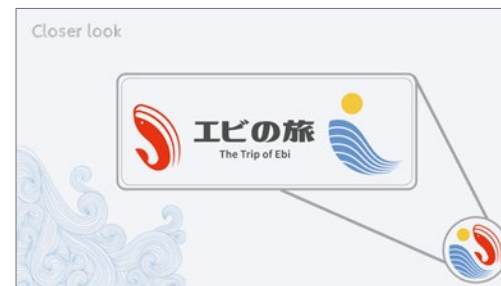 Closer look
エビの旅
The Trip of Ebi